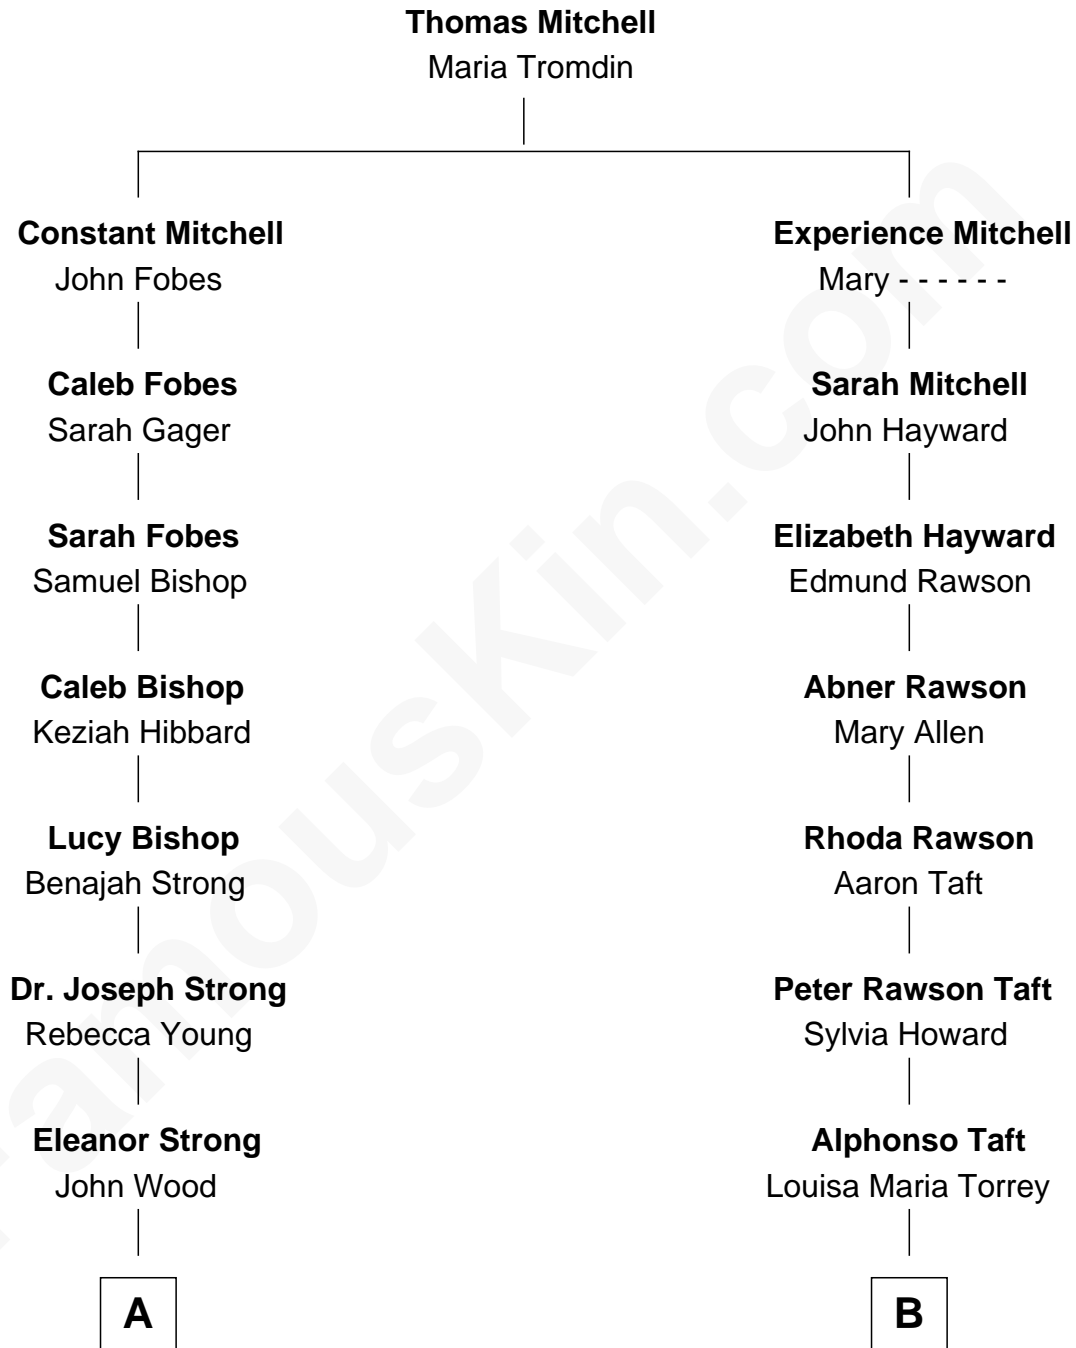 Thomas Mitchell
Maria Tromdin
Constant Mitchell
John Fobes
Experience Mitchell
Mary - - - - - -
Caleb Fobes
Sarah Gager
Sarah Mitchell
John Hayward
Sarah Fobes
Samuel Bishop
Elizabeth Hayward
Edmund Rawson
Caleb Bishop
Keziah Hibbard
Abner Rawson
Mary Allen
Lucy Bishop
Benajah Strong
Rhoda Rawson
Aaron Taft
Dr. Joseph Strong
Rebecca Young
Peter Rawson Taft
Sylvia Howard
Eleanor Strong
John Wood
Alphonso Taft
Louisa Maria Torrey
A
B
FamousKin.com